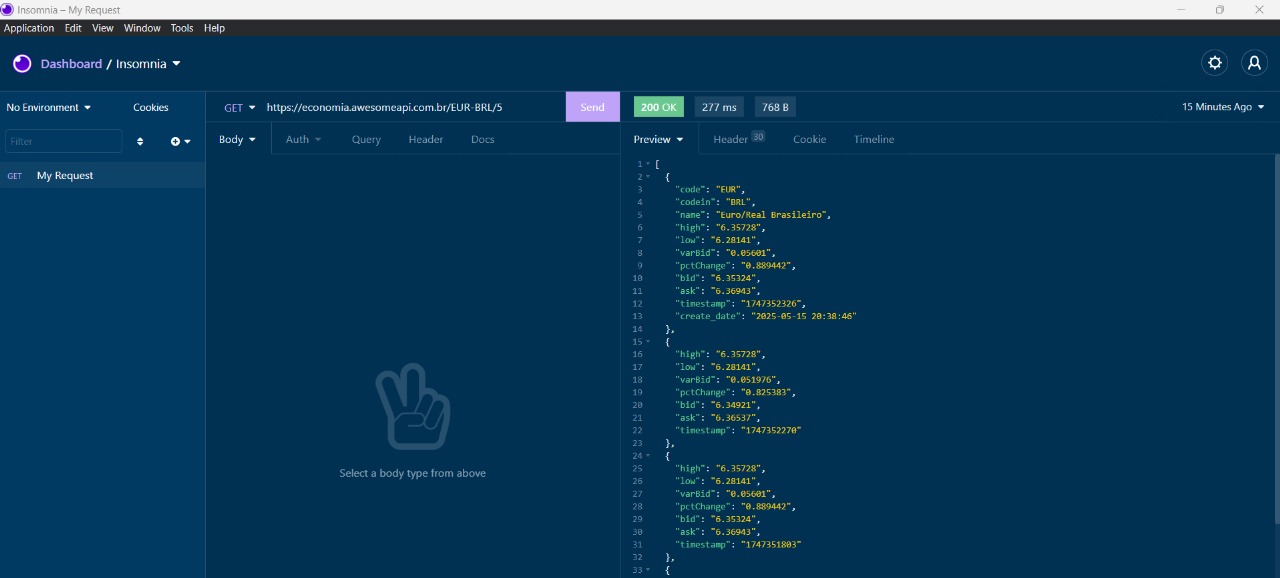 Insomnia – My Request
Application Edit View Window Tools Help
Dashboard / Insomnia
No Environment Cookies
GET https://economia.awesomeapi.com.br/EUR-BRL/5 Send
200 OK 277 ms 768 B 15 Minutes Ago
Filter
Body Auth Query Header Docs
Preview Header 30 Cookie Timeline
GET My Request
Select a body type from above
1 [
2 {
3 "code": "EUR",
4 "codein": "BRL",
5 "name": "Euro/Real Brasileiro",
6 "high": "6.35728",
7 "low": "6.28141",
8 "varBid": "0.05601",
9 "pctChange": "0.889442",
10 "bid": "6.35324",
11 "ask": "6.36943",
12 "timestamp": "1747352326",
13 "create_date": "2025-05-15 20:38:46"
14 },
15 {
16 "high": "6.35728",
17 "low": "6.28141",
18 "varBid": "0.051976",
19 "pctChange": "0.825383",
20 "bid": "6.34921",
21 "ask": "6.36537",
22 "timestamp": "1747352270"
23 },
24 {
25 "high": "6.35728",
26 "low": "6.28141",
27 "varBid": "0.05601",
28 "pctChange": "0.889442",
29 "bid": "6.35324",
30 "ask": "6.36943",
31 "timestamp": "1747351803"
32 },
33 {